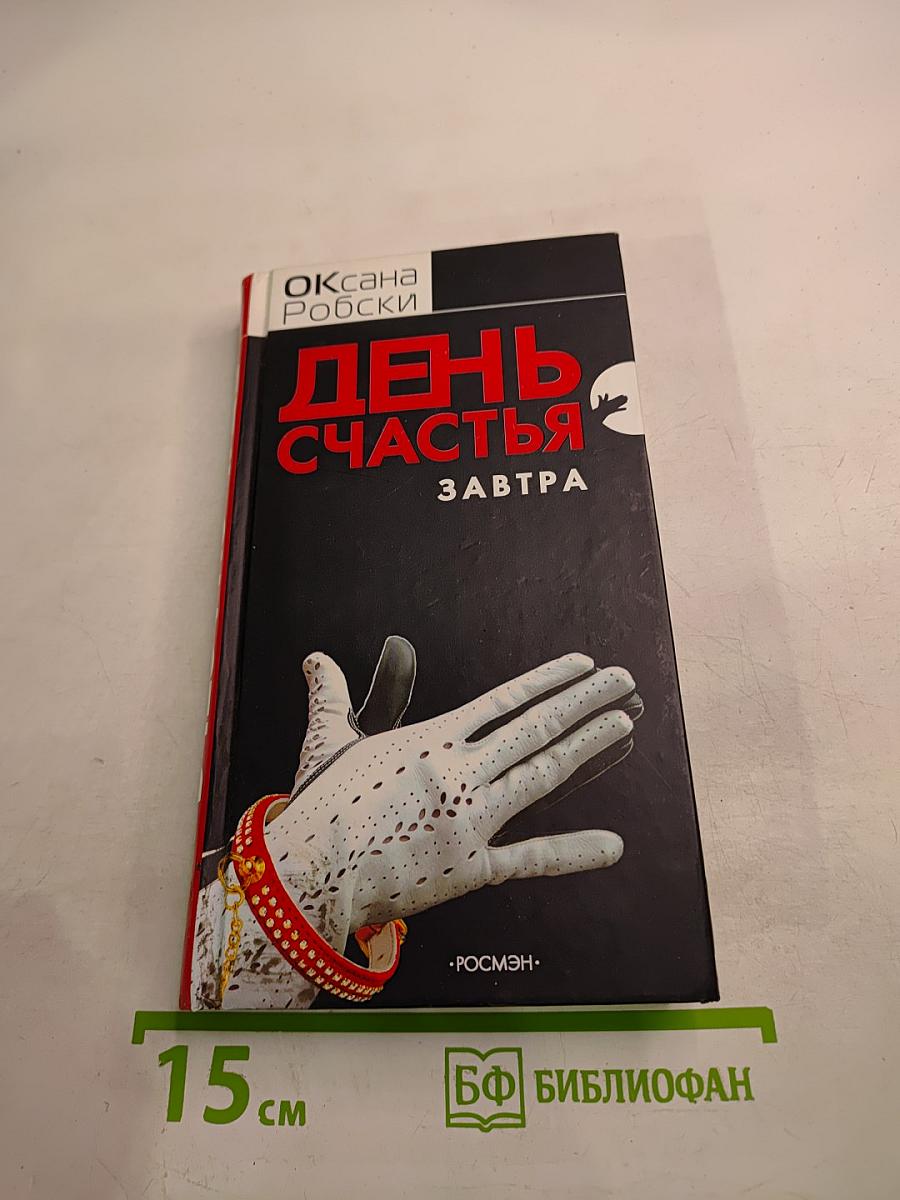 ОКсана
Робски
ДЕНЬ
СЧАСТЬЯ
ЗАВТРА
·РОСМЭН·
15 см
БФ БИБЛИОФАН